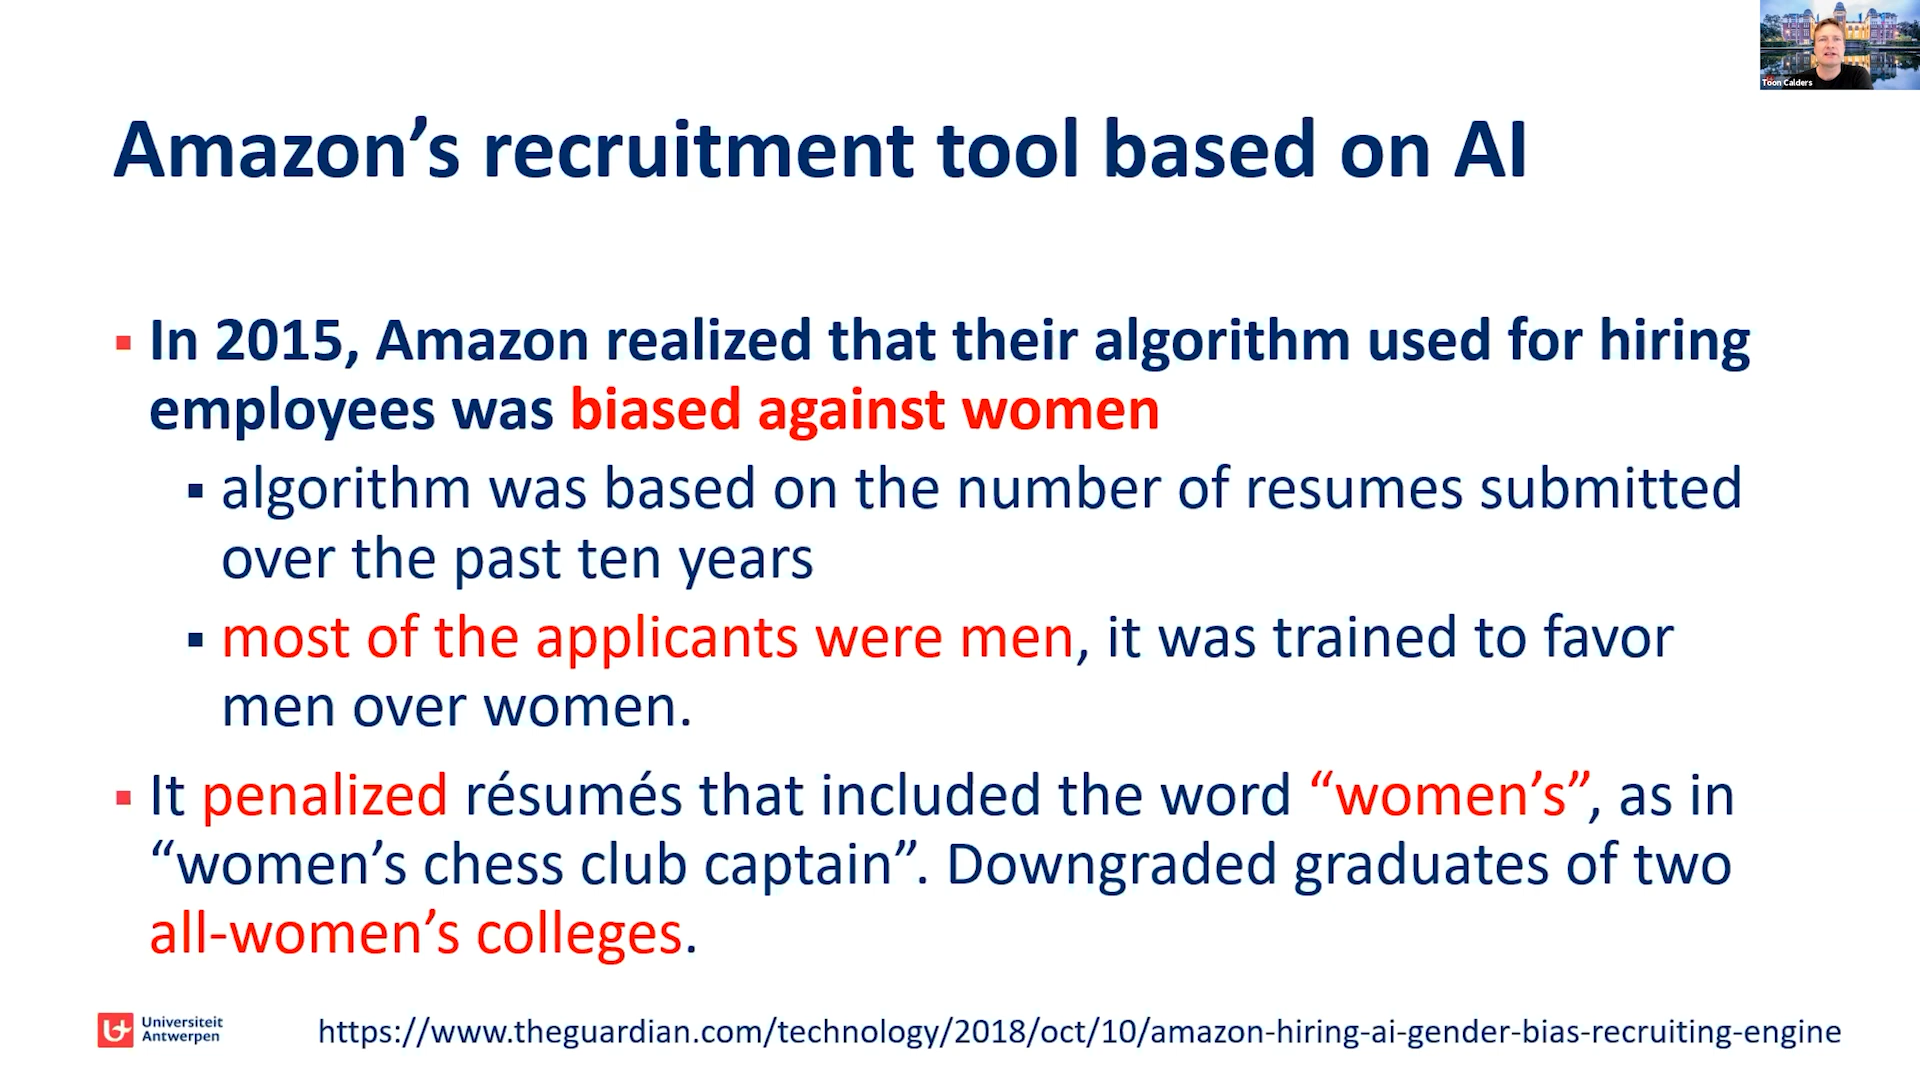 Toon Calders
Amazon’s recruitment tool based on AI
▪ In 2015, Amazon realized that their algorithm used for hiring
employees was biased against women
▪ algorithm was based on the number of resumes submitted
over the past ten years
▪ most of the applicants were men, it was trained to favor
men over women.
▪ It penalized résumés that included the word “women’s”, as in
“women’s chess club captain”. Downgraded graduates of two
all-women’s colleges.
Universiteit
Antwerpen
https://www.theguardian.com/technology/2018/oct/10/amazon-hiring-ai-gender-bias-recruiting-engine